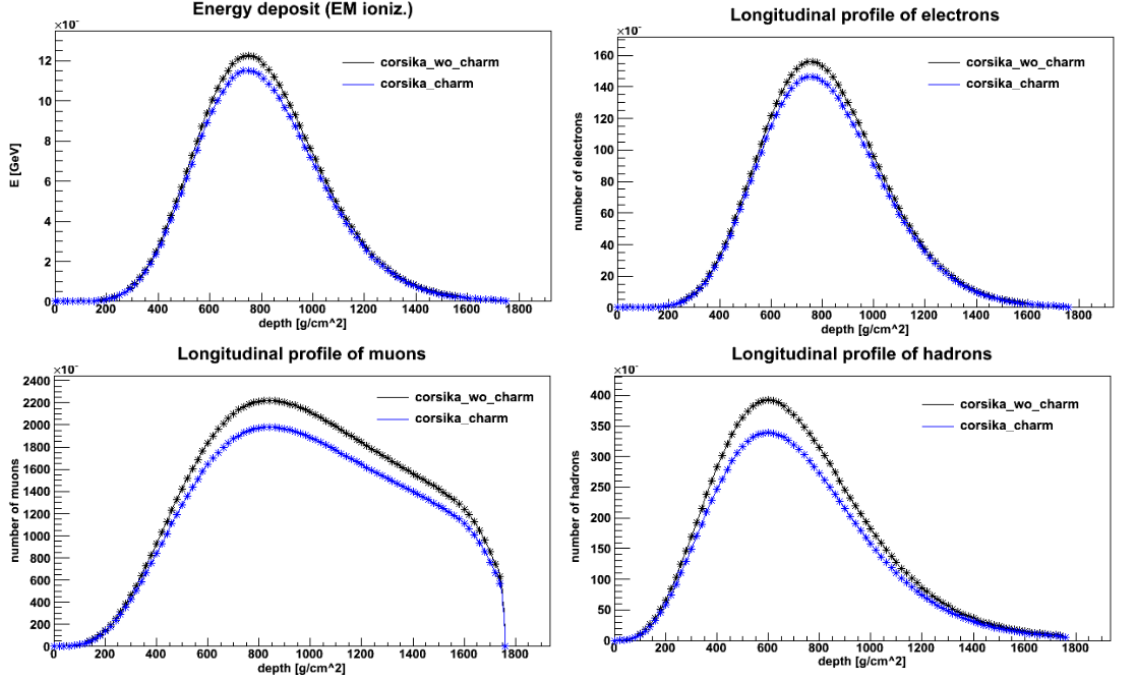 Energy deposit (EM ioniz.)
×10⁻
E [GeV]
12
10
8
6
4
2
0
0 200 400 600 800 1000 1200 1400 1600 1800
depth [g/cm^2]
corsika_wo_charm
corsika_charm
Longitudinal profile of electrons
×10⁻
number of electrons
160
140
120
100
80
60
40
20
0
0 200 400 600 800 1000 1200 1400 1600 1800
depth [g/cm^2]
corsika_wo_charm
corsika_charm
Longitudinal profile of muons
×10⁻
number of muons
2400
2200
2000
1800
1600
1400
1200
1000
800
600
400
200
0
0 200 400 600 800 1000 1200 1400 1600 1800
depth [g/cm^2]
corsika_wo_charm
corsika_charm
Longitudinal profile of hadrons
×10⁻
number of hadrons
400
350
300
250
200
150
100
50
0
0 200 400 600 800 1000 1200 1400 1600 1800
depth [g/cm^2]
corsika_wo_charm
corsika_charm